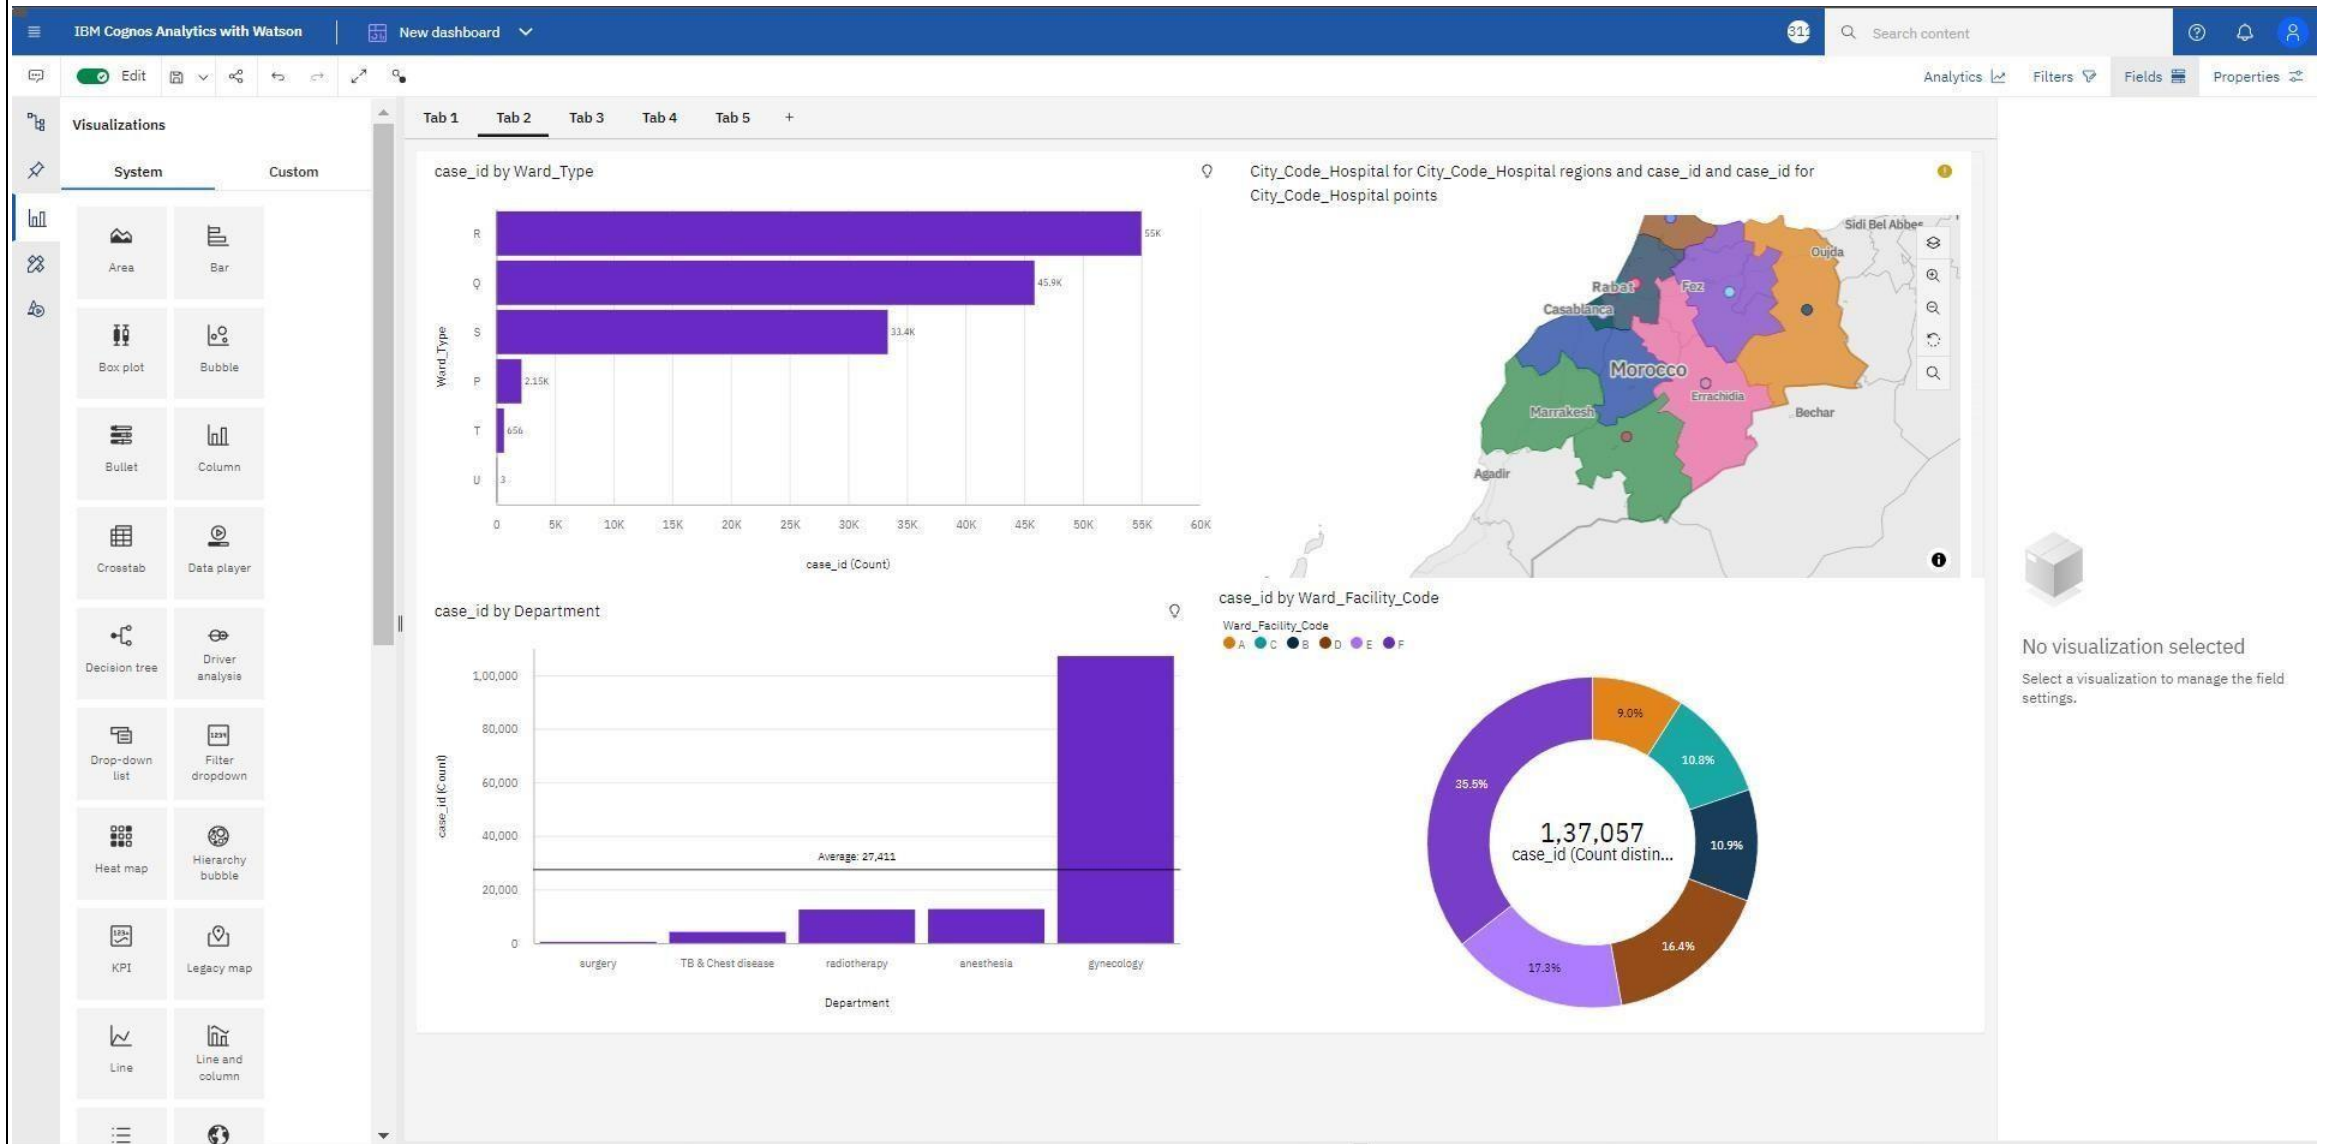 IBM Cognos Analytics with Watson
New dashboard
Search content
Edit
Analytics
Filters
Fields
Properties
Visualizations
System
Custom
Area
Bar
Box plot
Bubble
Bullet
Column
Crosstab
Data player
Decision tree
Driver
analysis
Drop-down
list
Filter
dropdown
Heat map
Hierarchy
bubble
KPI
Legacy map
Line
Line and
column
Tab 1
Tab 2
Tab 3
Tab 4
Tab 5
+
case_id by Ward_Type
Ward_Type
R
55K
Q
45.9K
S
33.4K
P
2.15K
T
656
U
3
0 5K 10K 15K 20K 25K 30K 35K 40K 45K 50K 55K 60K
case_id (Count)
City_Code_Hospital for City_Code_Hospital regions and case_id and case_id for
City_Code_Hospital points
Sidi Bel Abbes
Oujda
Rabat
Fez
Casablanca
Morocco
Errachidia
Marrakesh
Bechar
Agadir
case_id by Department
case_id (Count)
1,00,000
80,000
60,000
40,000
20,000
0
Average: 27,411
surgery
TB & Chest disease
radiotherapy
anesthesia
gynecology
Department
case_id by Ward_Facility_Code
Ward_Facility_Code
A C B D E F
9.0%
10.8%
10.9%
16.4%
17.3%
35.5%
1,37,057
case_id (Count distin...
No visualization selected
Select a visualization to manage the field
settings.